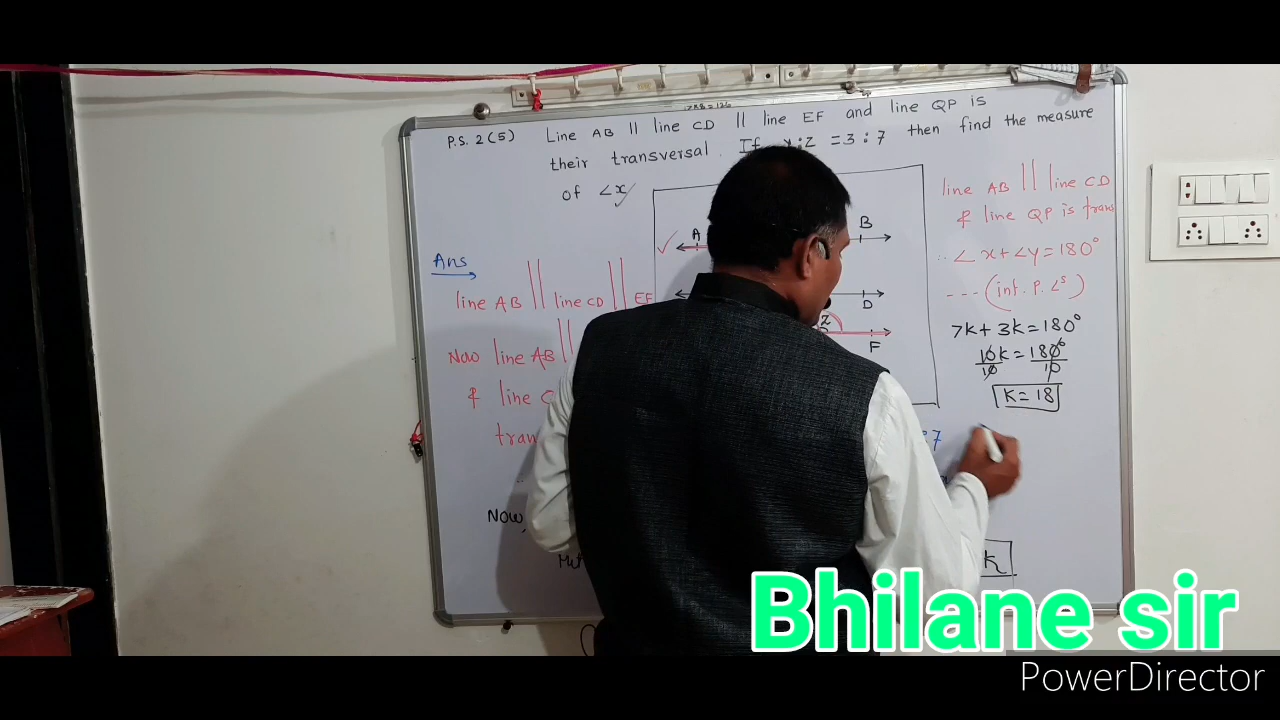 P.S. 2 (5) Line AB || line CD || line EF and line QP is
their transversal. If :Z = 3 : 7 then find the measure
of ∠x
A
B
D
Z
F
Ans
line AB || line CD || EF
Now line AB ||
& line
Now
line AB || line CD
& line QP is trans
∴ ∠x + ∠y = 180°
--- (int. P. ∠s)
7k + 3k = 180°
10k = 180°
10 10
k = 18
:7
k
Bhilane sir
PowerDirector